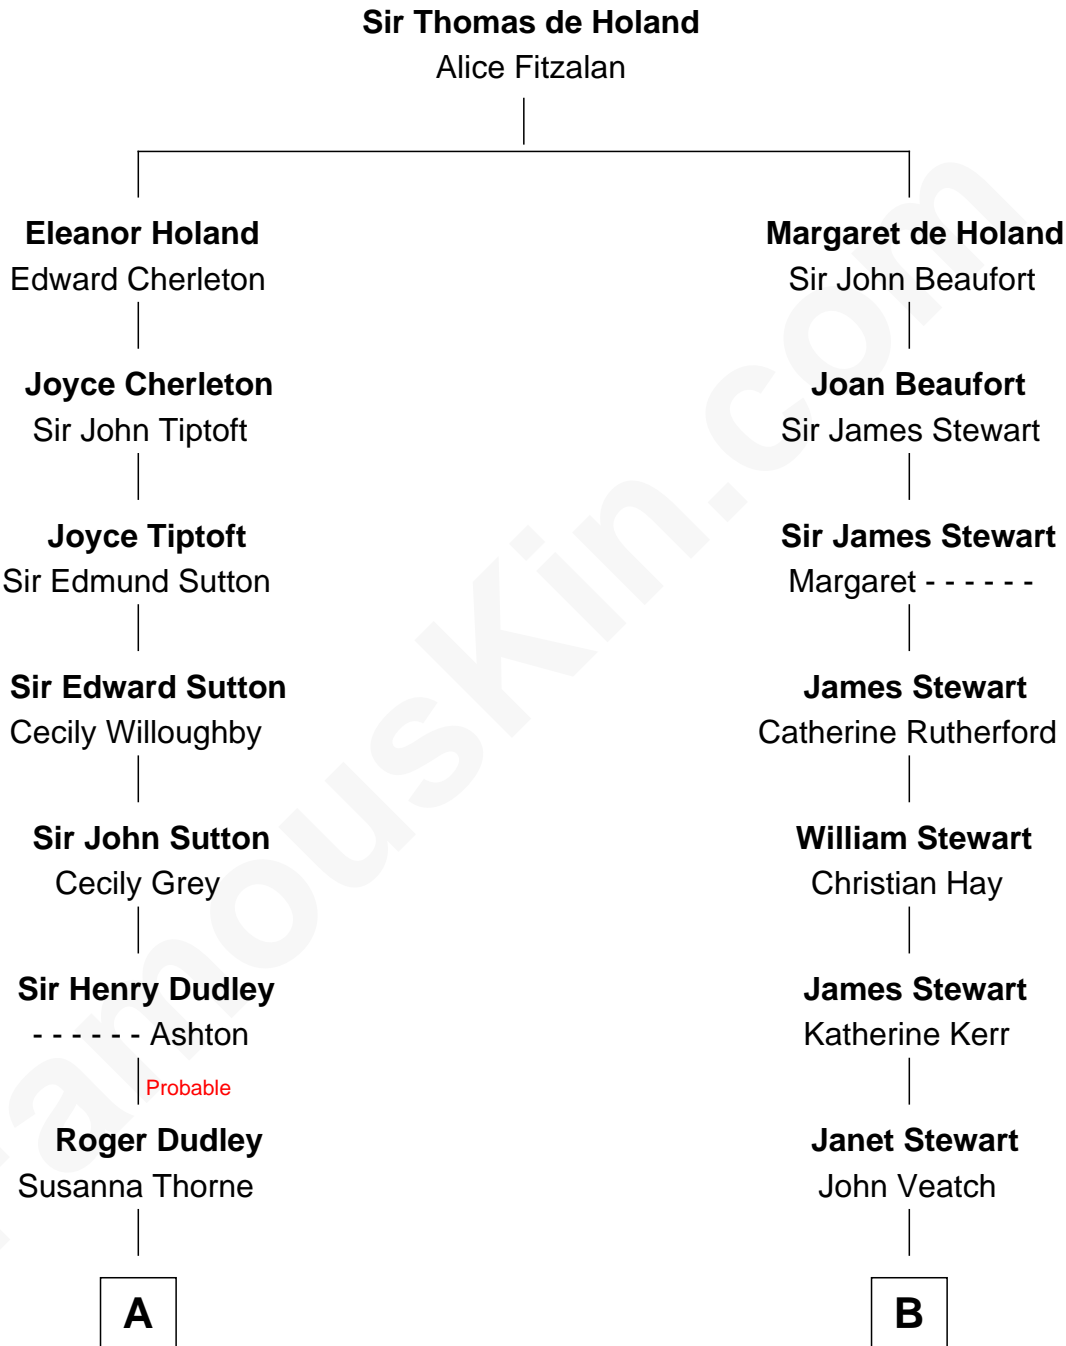 Sir Thomas de Holand
Alice Fitzalan
Eleanor Holand
Edward Cherleton
Joyce Cherleton
Sir John Tiptoft
Joyce Tiptoft
Sir Edmund Sutton
Sir Edward Sutton
Cecily Willoughby
Sir John Sutton
Cecily Grey
Sir Henry Dudley
- - - - - - Ashton
Probable
Roger Dudley
Susanna Thorne
A
Margaret de Holand
Sir John Beaufort
Joan Beaufort
Sir James Stewart
Sir James Stewart
Margaret - - - - - -
James Stewart
Catherine Rutherford
William Stewart
Christian Hay
James Stewart
Katherine Kerr
Janet Stewart
John Veatch
B
FamousKin.com